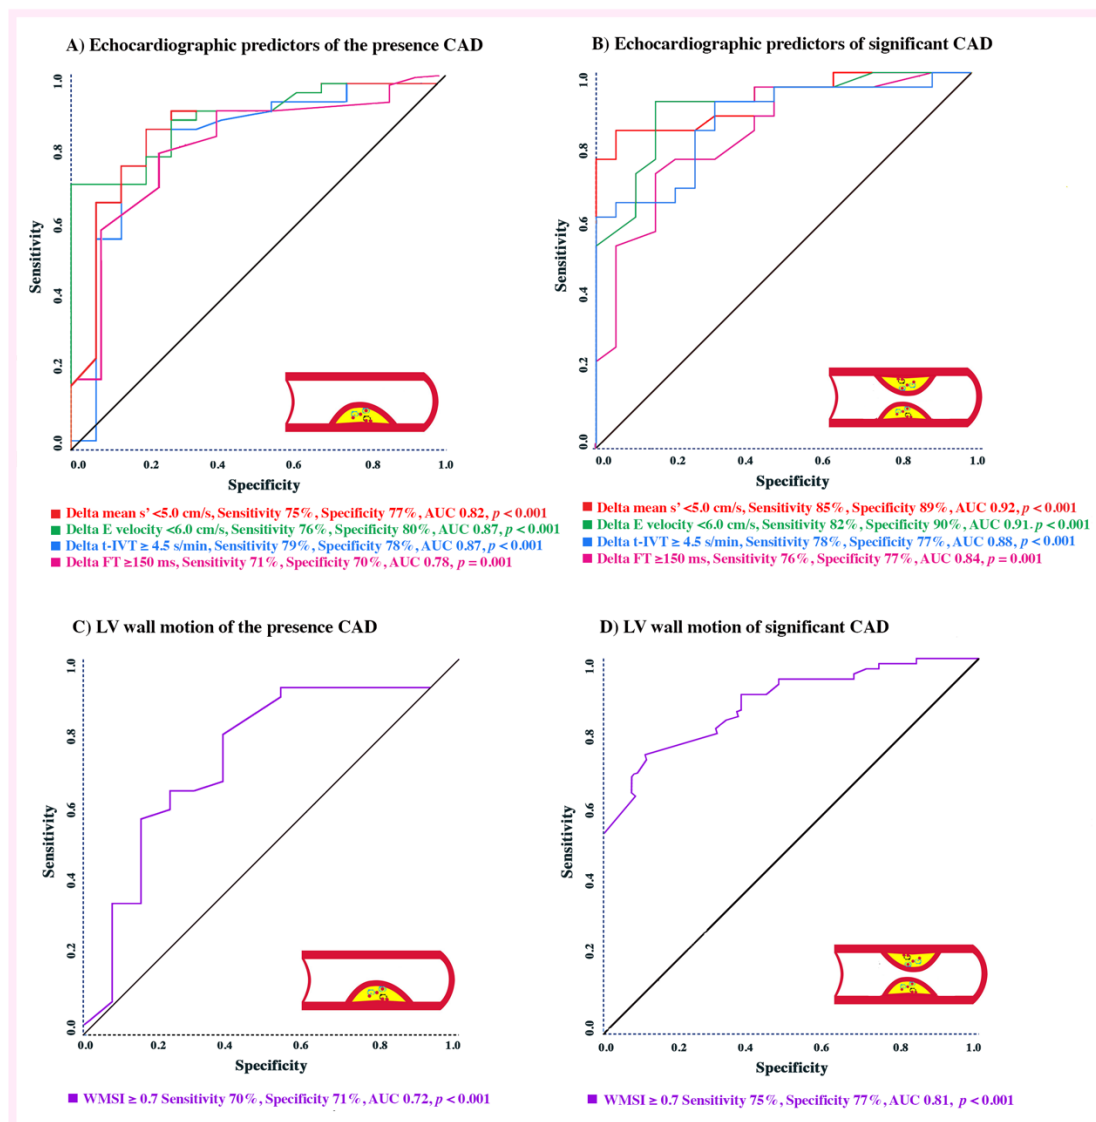 A) Echocardiographic predictors of the presence CAD
1.0
0.8
0.6
0.4
0.2
0.0
Sensitivity
0.0 0.2 0.4 0.6 0.8 1.0
Specificity
Delta mean s' <5.0 cm/s, Sensitivity 75%, Specificity 77%, AUC 0.82, p < 0.001
Delta E velocity <6.0 cm/s, Sensitivity 76%, Specificity 80%, AUC 0.87, p < 0.001
Delta t-IVT ≥ 4.5 s/min, Sensitivity 79%, Specificity 78%, AUC 0.87, p < 0.001
Delta FT ≥150 ms, Sensitivity 71%, Specificity 70%, AUC 0.78, p = 0.001
B) Echocardiographic predictors of significant CAD
1.0
0.8
0.6
0.4
0.2
0.0
Sensitivity
0.0 0.2 0.4 0.6 0.8 1.0
Specificity
Delta mean s' <5.0 cm/s, Sensitivity 85%, Specificity 89%, AUC 0.92, p < 0.001
Delta E velocity <6.0 cm/s, Sensitivity 82%, Specificity 90%, AUC 0.91. p < 0.001
Delta t-IVT ≥ 4.5 s/min, Sensitivity 78%, Specificity 77%, AUC 0.88, p < 0.001
Delta FT ≥150 ms, Sensitivity 76%, Specificity 77%, AUC 0.84, p = 0.001
C) LV wall motion of the presence CAD
1.0
0.8
0.6
0.4
0.2
0.0
Sensitivity
0.0 0.2 0.4 0.6 0.8 1.0
Specificity
WMSI ≥ 0.7 Sensitivity 70%, Specificity 71%, AUC 0.72, p < 0.001
D) LV wall motion of significant CAD
1.0
0.8
0.6
0.4
0.2
0.0
Sensitivity
0.0 0.2 0.4 0.6 0.8 1.0
Specificity
WMSI ≥ 0.7 Sensitivity 75%, Specificity 77%, AUC 0.81, p < 0.001